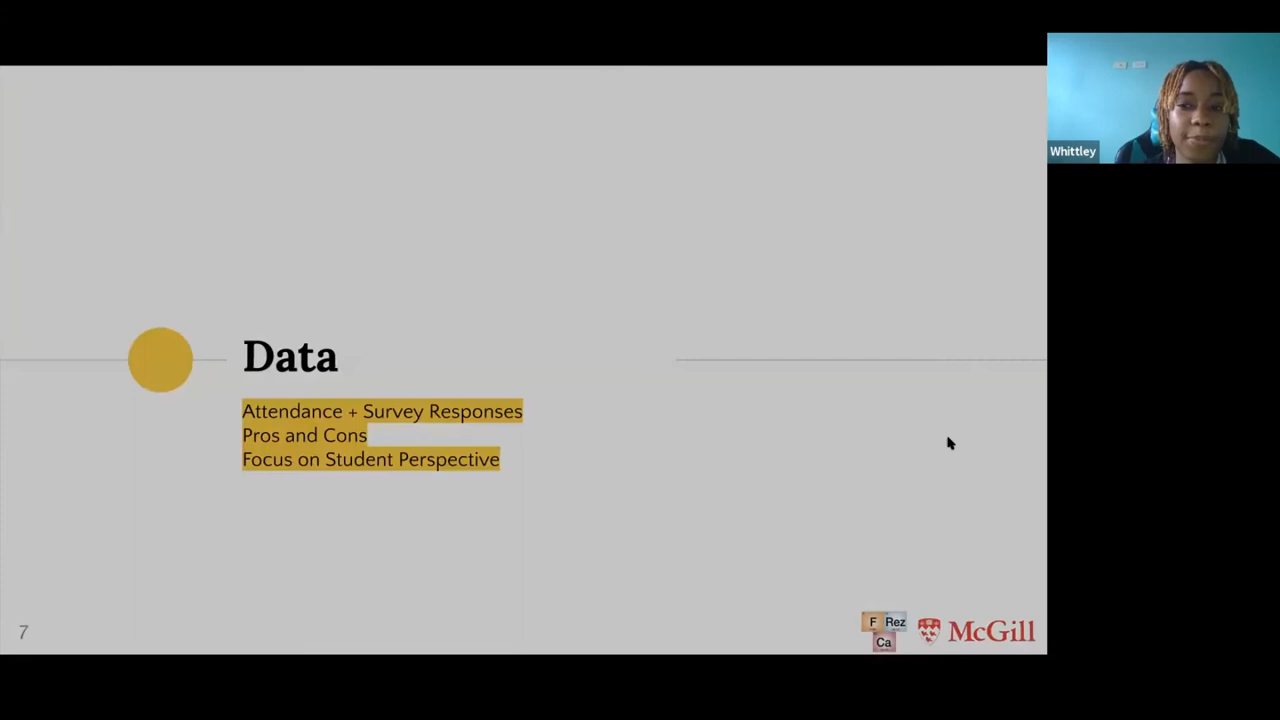 Whittley
Data
Attendance + Survey Responses
Pros and Cons
Focus on Student Perspective
7
F Rez
Ca
McGill